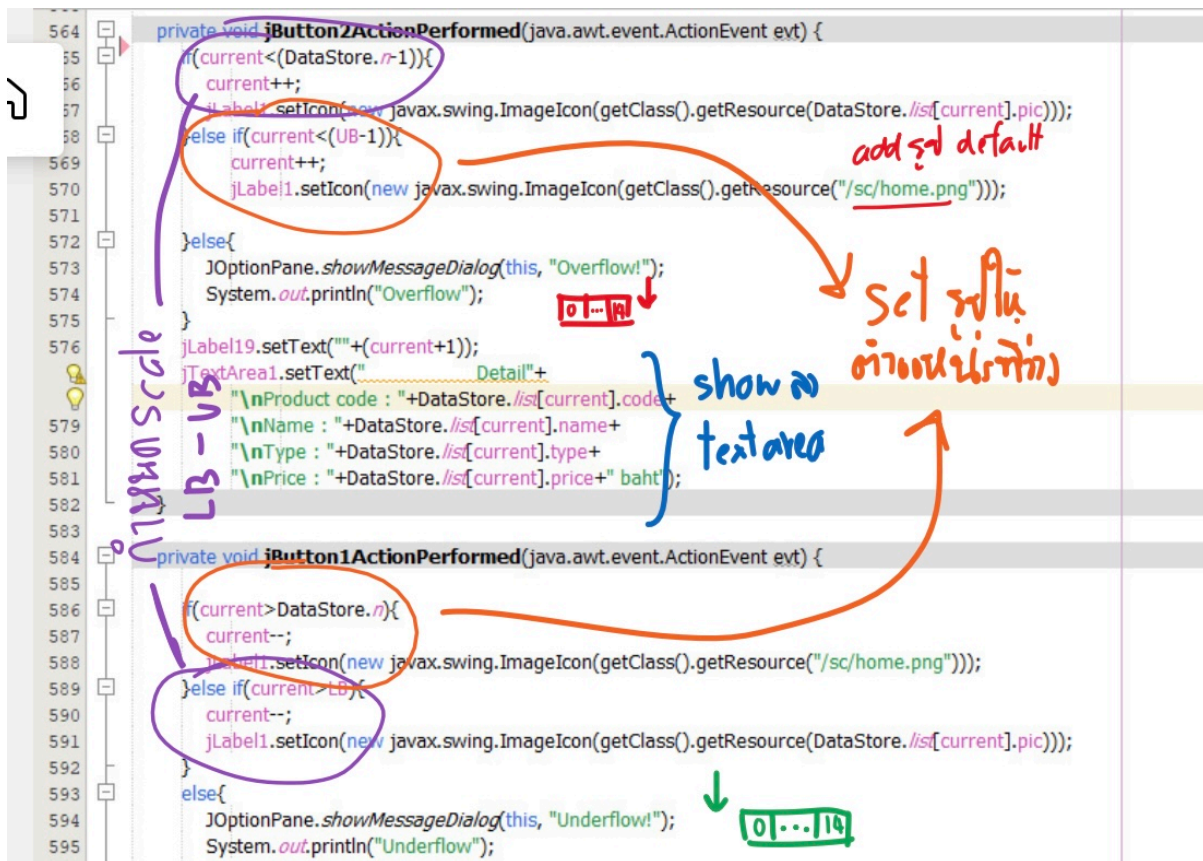 564 private void jButton2ActionPerformed(java.awt.event.ActionEvent evt) {
if(current<(DataStore.n-1)){
current++;
jLabel1.setIcon(new javax.swing.ImageIcon(getClass().getResource(DataStore.list[current].pic)));
}else if(current<(UB-1)){
add รูป default
569 current++;
570 jLabel1.setIcon(new javax.swing.ImageIcon(getClass().getResource("/sc/home.png")));
571
572 }else{
573 JOptionPane.showMessageDialog(this, "Overflow!");
574 System.out.println("Overflow");
0 ... 14
set รูปให้
ตำแหน่งที่ว่าง
575 }
576 jLabel19.setText(""+(current+1));
jTextArea1.setText(" Detail"+
"\nProduct code : "+DataStore.list[current].code+
579 "\nName : "+DataStore.list[current].name+
580 "\nType : "+DataStore.list[current].type+
581 "\nPrice : "+DataStore.list[current].price+" baht");
show ลง
textarea
582 }
กำหนด scale
LB - UB
583
584 private void jButton1ActionPerformed(java.awt.event.ActionEvent evt) {
585
586 if(current>DataStore.n){
587 current--;
588 jLabel1.setIcon(new javax.swing.ImageIcon(getClass().getResource("/sc/home.png")));
589 }else if(current>LB){
590 current--;
591 jLabel1.setIcon(new javax.swing.ImageIcon(getClass().getResource(DataStore.list[current].pic)));
592 }
593 else{
594 JOptionPane.showMessageDialog(this, "Underflow!");
0 ... 14
595 System.out.println("Underflow");